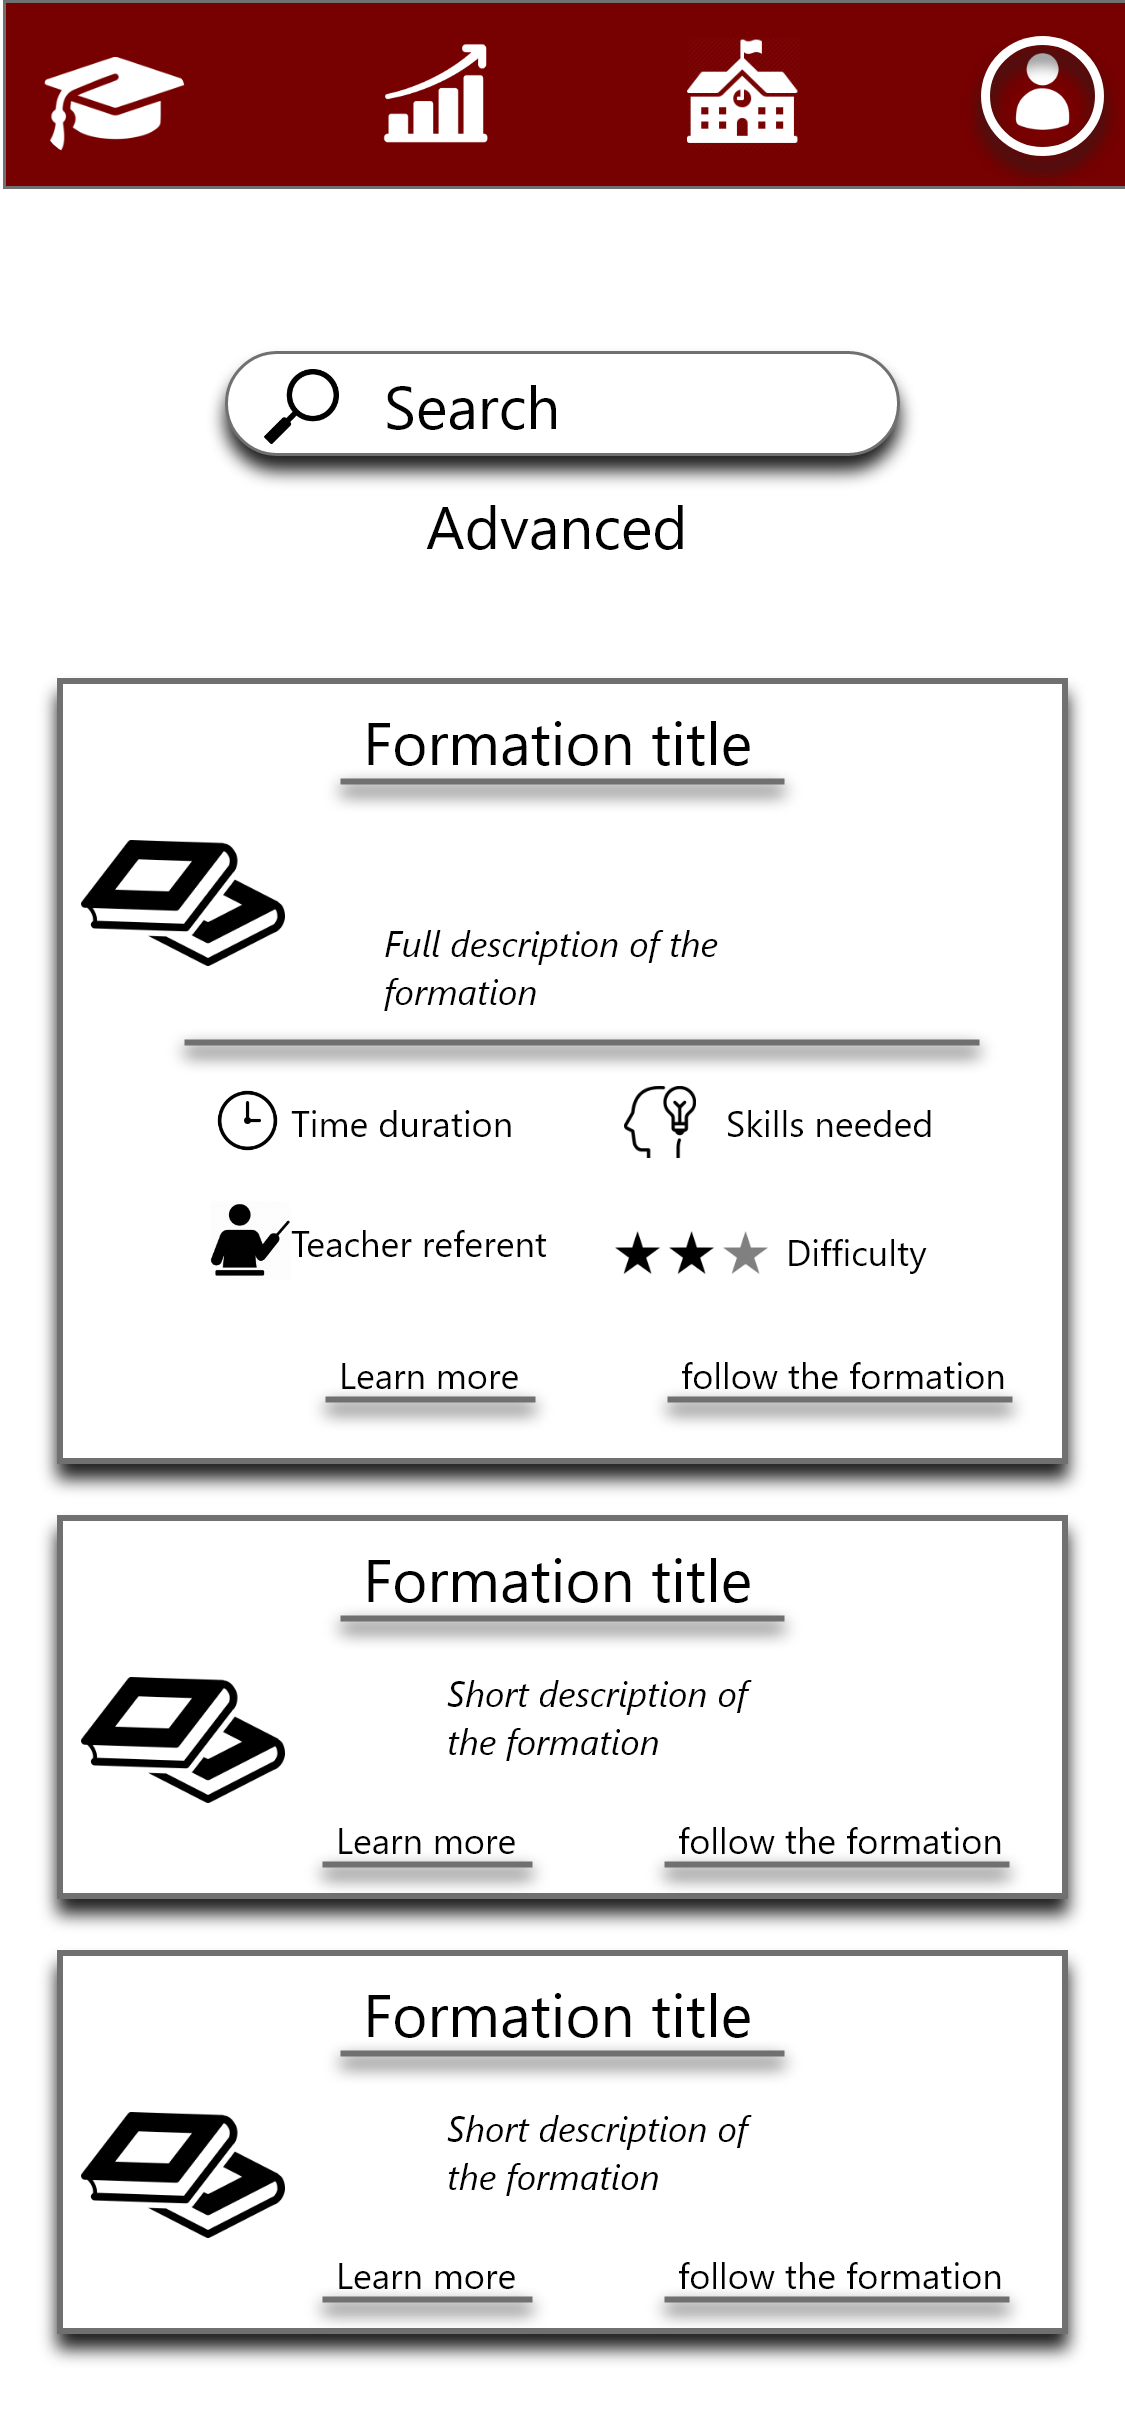 Search
Advanced
Formation title
Full description of the
formation
Time duration
Skills needed
Teacher referent
Difficulty
Learn more
follow the formation
Formation title
Short description of
the formation
Learn more
follow the formation
Formation title
Short description of
the formation
Learn more
follow the formation